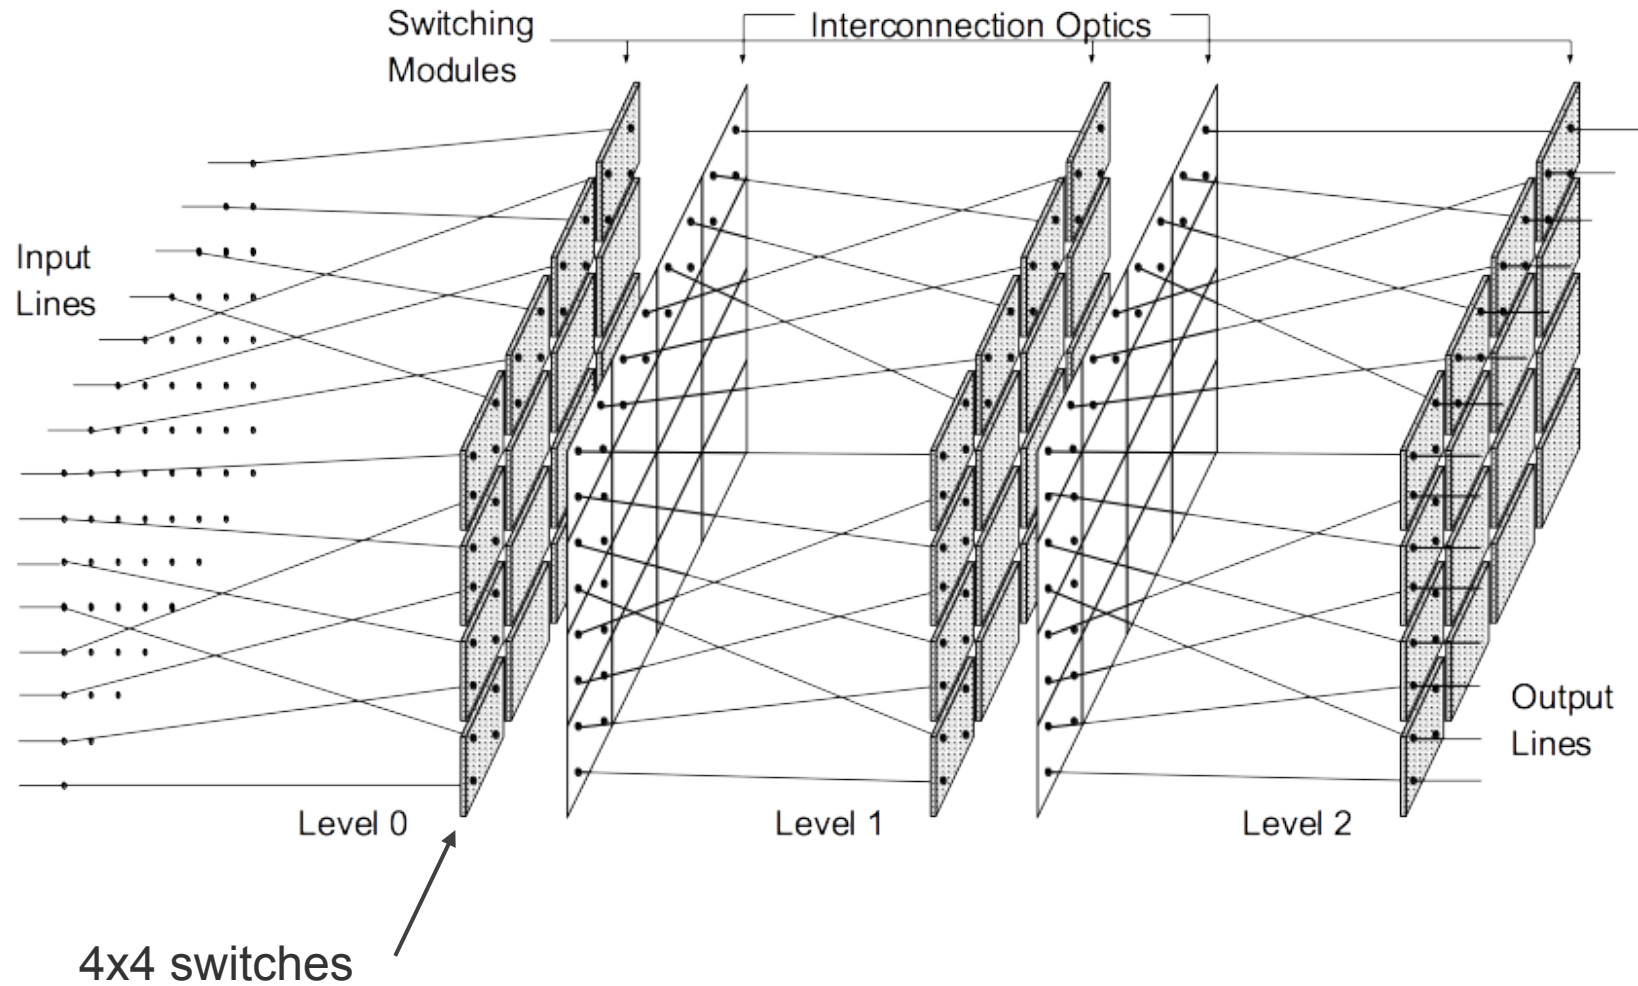 Switching
Modules
Interconnection Optics
Input
Lines
Output
Lines
Level 0
Level 1
Level 2
4x4 switches